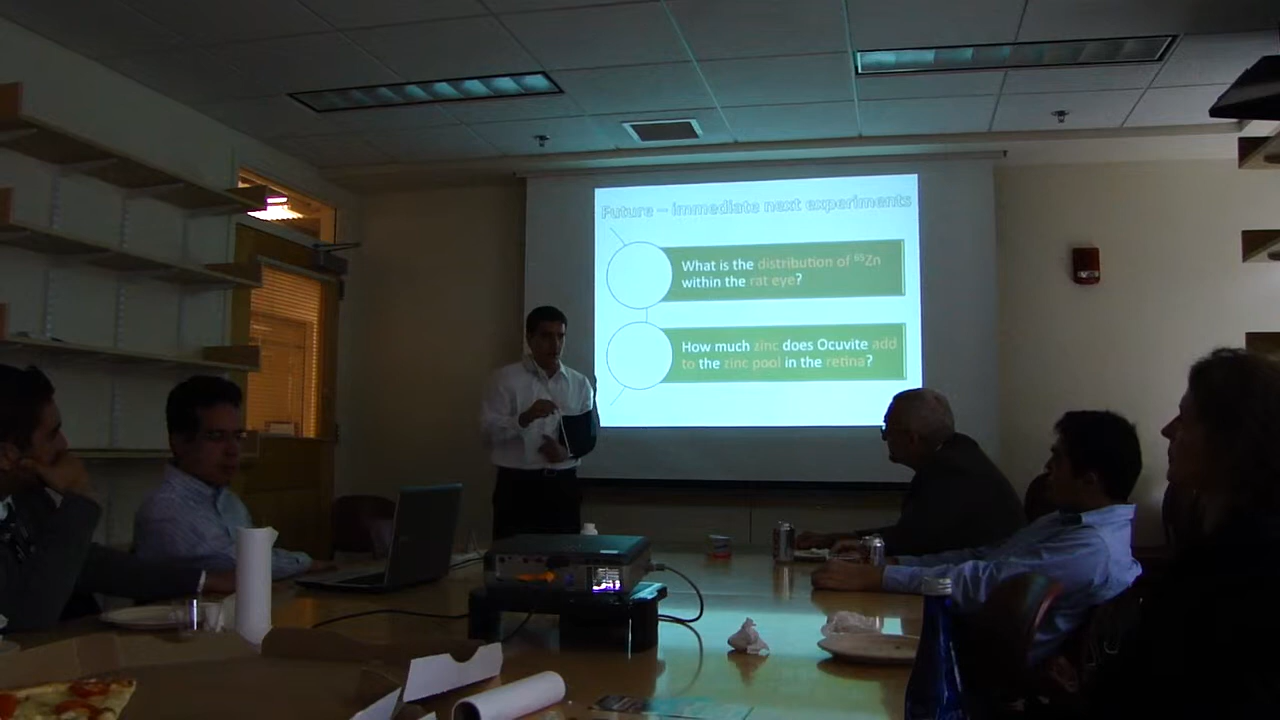 Future – immediate next experiments
What is the distribution of ⁶⁵Zn
within the rat eye?
How much zinc does Ocuvite add
to the zinc pool in the retina?